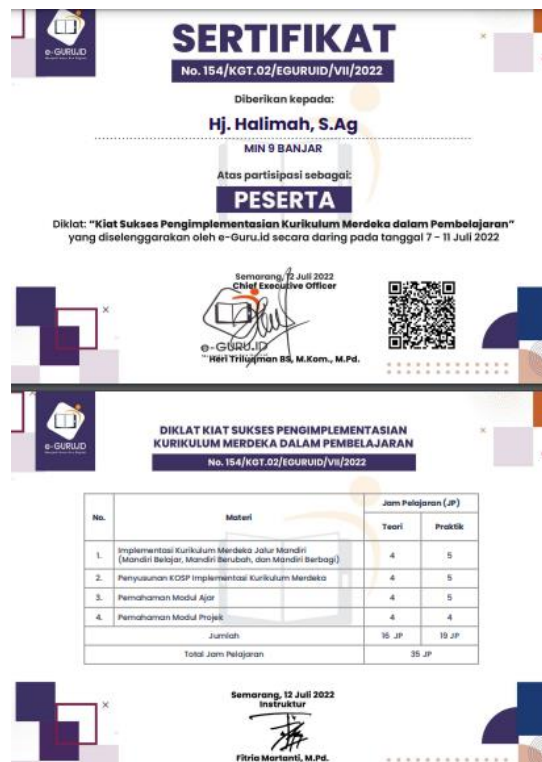 e-GURU.ID
SERTIFIKAT
No. 154/KGT.02/EGURUID/VII/2022
Diberikan kepada:
Hj. Halimah, S.Ag
MIN 9 BANJAR
Atas partisipasi sebagai:
PESERTA
Diklat: “Kiat Sukses Pengimplementasian Kurikulum Merdeka dalam Pembelajaran”
yang diselenggarakan oleh e-Guru.id secara daring pada tanggal 7 - 11 Juli 2022
Semarang, 12 Juli 2022
Chief Executive Officer
e-GURU.ID
Heri Triluqman BS, M.Kom., M.Pd.
e-GURU.ID
DIKLAT KIAT SUKSES PENGIMPLEMENTASIAN
KURIKULUM MERDEKA DALAM PEMBELAJARAN
No. 154/KGT.02/EGURUID/VII/2022
No. Materi Jam Pelajaran (JP)
Teori Praktik
1. Implementasi Kurikulum Merdeka Jalur Mandiri 4 5
(Mandiri Belajar, Mandiri Berubah, dan Mandiri Berbagi)
2. Penyusunan KOSP Implementasi Kurikulum Merdeka 4 5
3. Pemahaman Modul Ajar 4 5
4. Pemahaman Modul Projek 4 4
Jumlah 16 JP 19 JP
Total Jam Pelajaran 35 JP
Semarang, 12 Juli 2022
Instruktur
Fitria Martanti, M.Pd.